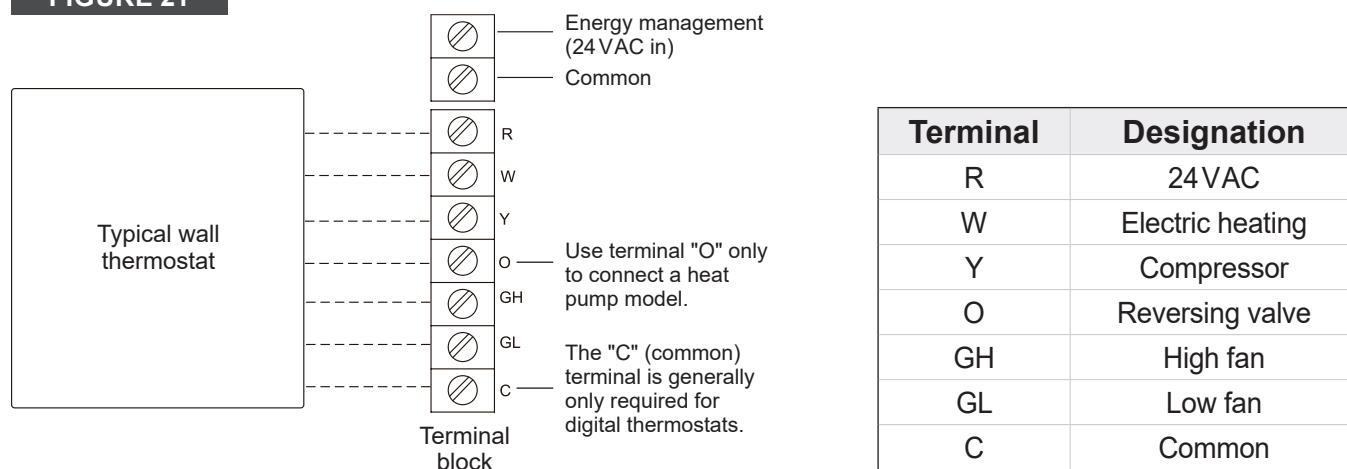 FIGURE 21
Energy management
(24 VAC in)
Common
R
W
Y
O
GH
GL
C
Typical wall
thermostat
Use terminal "O" only
to connect a heat
pump model.
The "C" (common)
terminal is generally
only required for
digital thermostats.
Terminal
block
Terminal Designation
R 24 VAC
W Electric heating
Y Compressor
O Reversing valve
GH High fan
GL Low fan
C Common